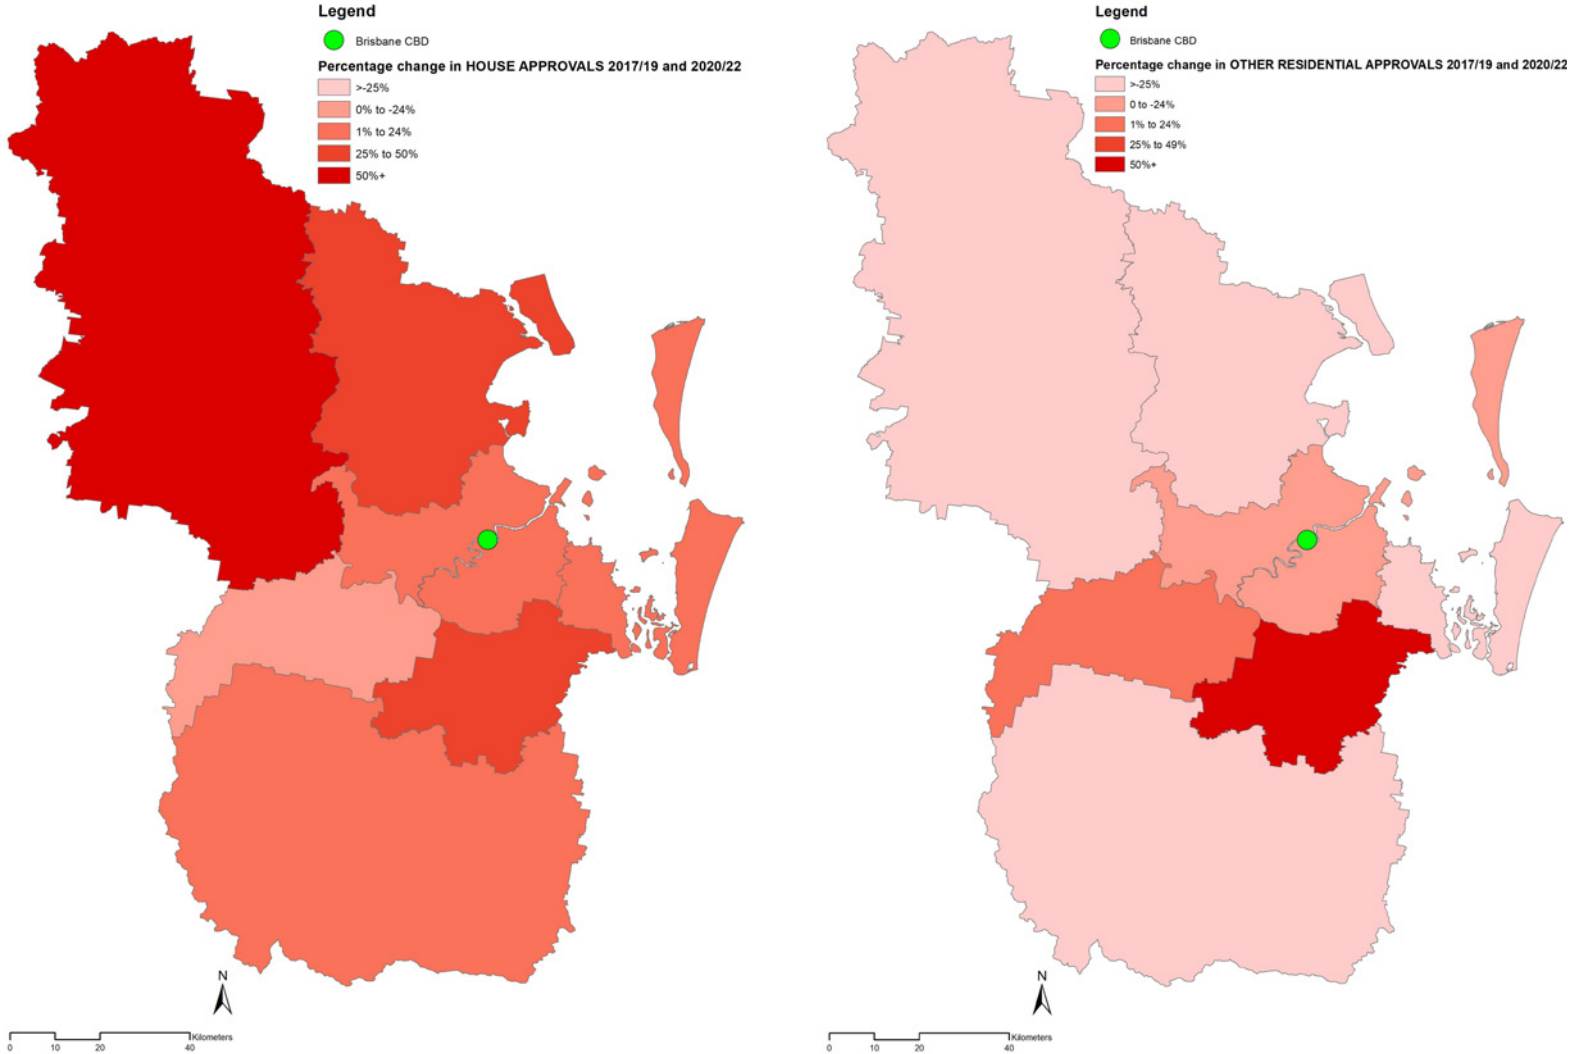 Legend
Brisbane CBD
Percentage change in HOUSE APPROVALS 2017/19 and 2020/22
>-25%
0% to -24%
1% to 24%
25% to 50%
50%+
N
Kilometers
0 10 20 40
Legend
Brisbane CBD
Percentage change in OTHER RESIDENTIAL APPROVALS 2017/19 and 2020/22
>-25%
0 to -24%
1% to 24%
25% to 49%
50%+
N
Kilometers
0 10 20 40